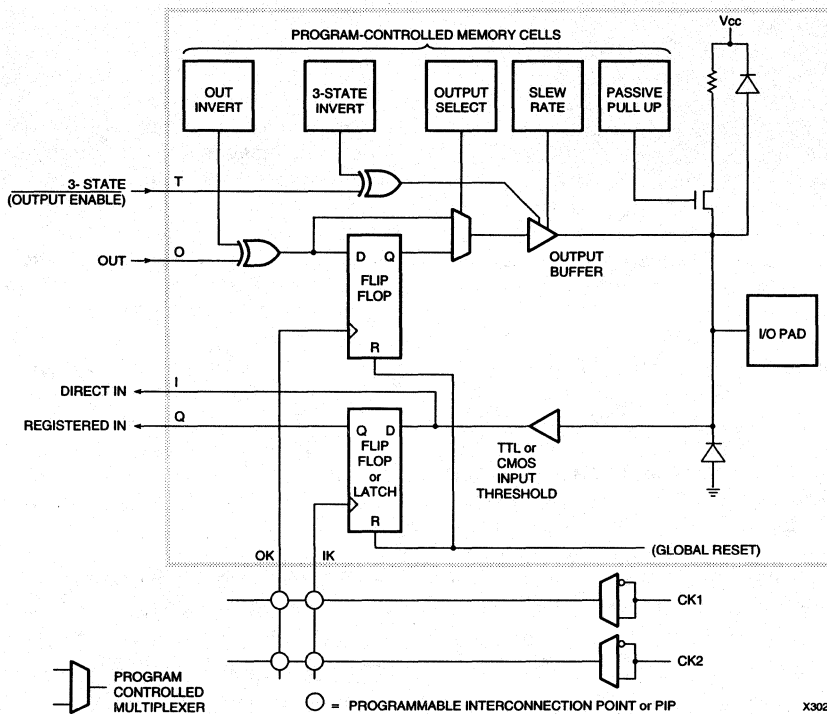 PROGRAM-CONTROLLED MEMORY CELLS
Vcc
OUT
INVERT
3-STATE
INVERT
OUTPUT
SELECT
SLEW
RATE
PASSIVE
PULL UP
3- STATE
(OUTPUT ENABLE)
T
OUT
O
D Q
FLIP
FLOP
R
OUTPUT
BUFFER
I/O PAD
DIRECT IN
I
REGISTERED IN
Q
Q D
FLIP
FLOP
or
LATCH
R
TTL or
CMOS
INPUT
THRESHOLD
OK
IK
(GLOBAL RESET)
CK1
CK2
PROGRAM
CONTROLLED
MULTIPLEXER
= PROGRAMMABLE INTERCONNECTION POINT or PIP
X302